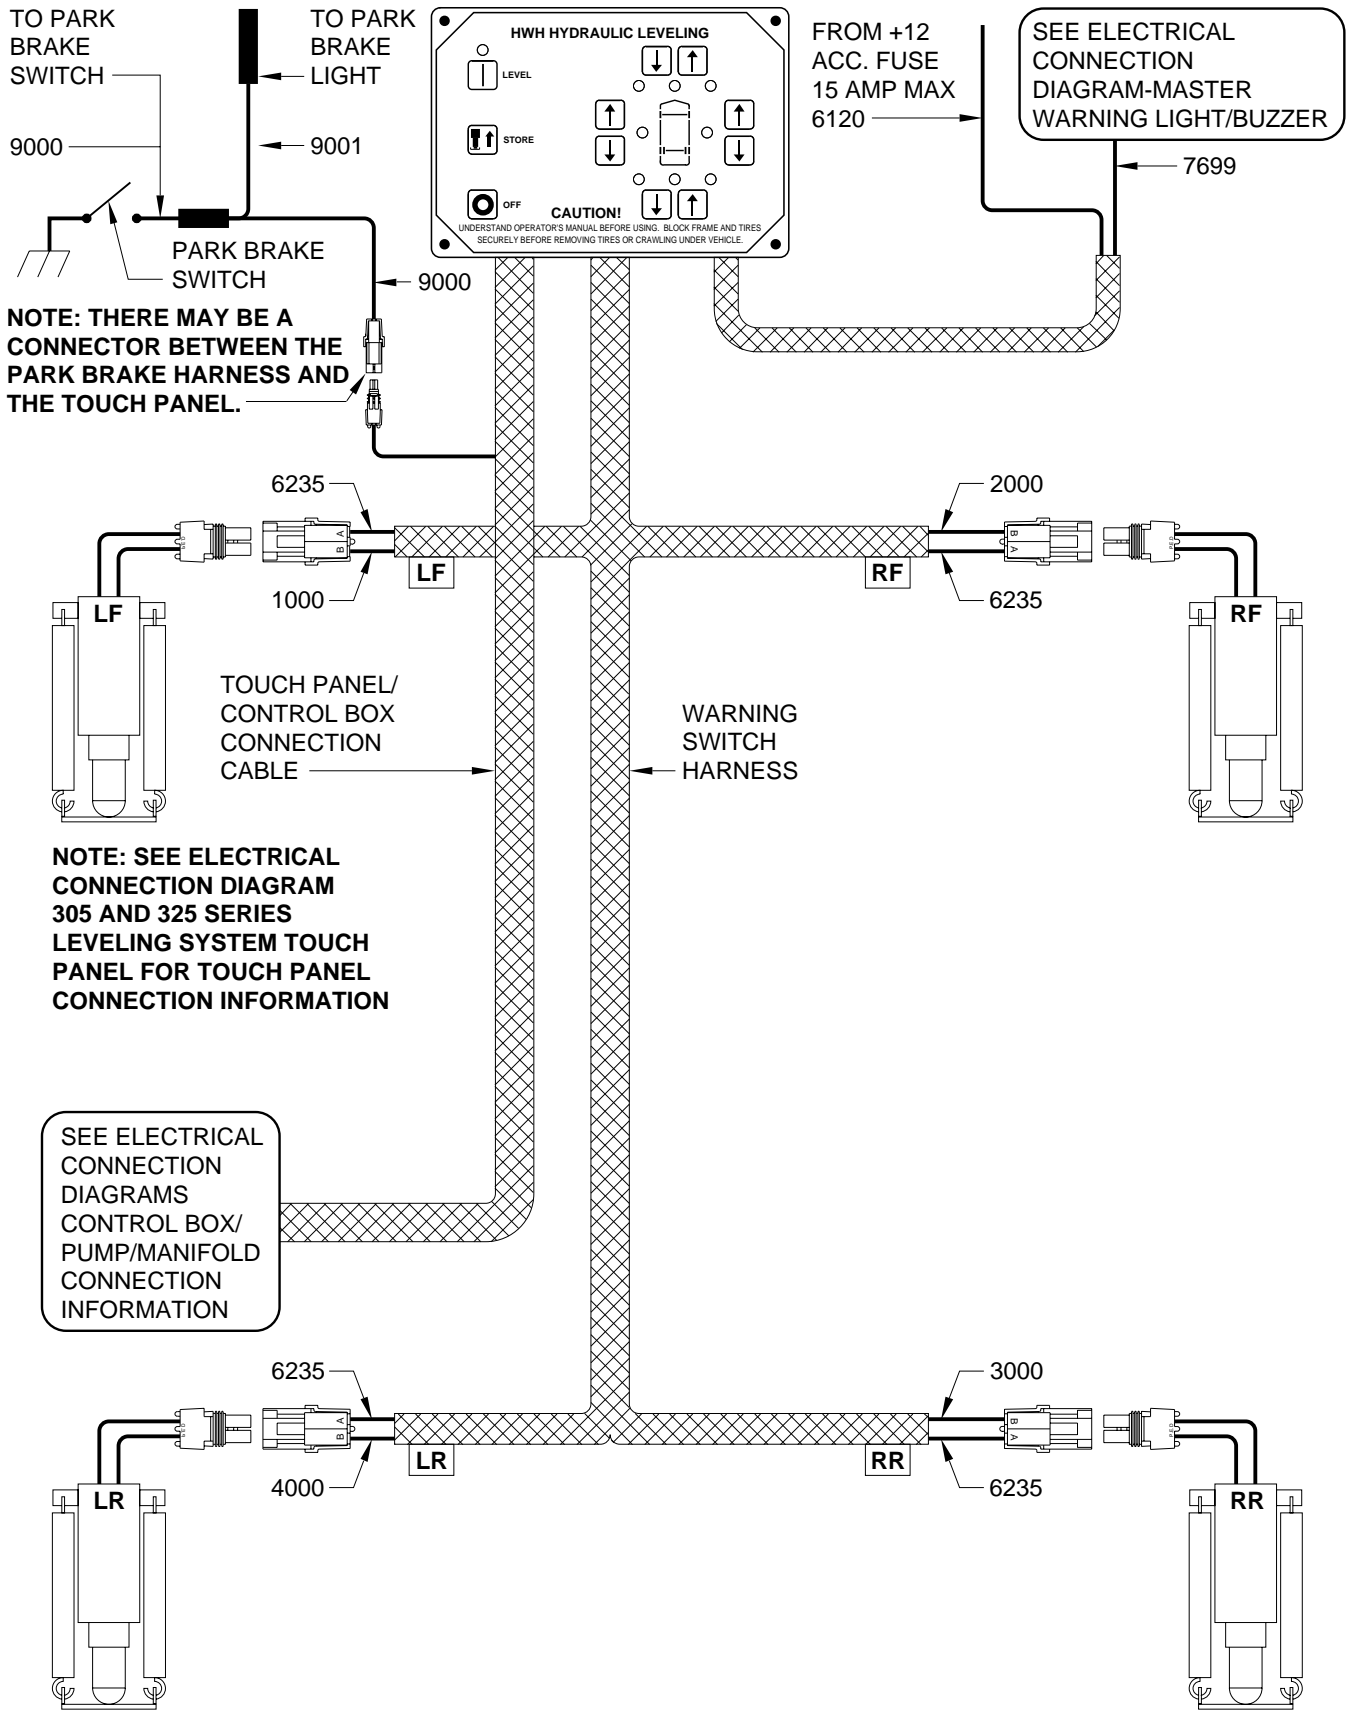 TO PARK
BRAKE
SWITCH
TO PARK
BRAKE
LIGHT
9000
9001
PARK BRAKE
SWITCH
9000
NOTE: THERE MAY BE A
CONNECTOR BETWEEN THE
PARK BRAKE HARNESS AND
THE TOUCH PANEL.
HWH HYDRAULIC LEVELING
LEVEL
STORE
OFF
CAUTION!
UNDERSTAND OPERATOR'S MANUAL BEFORE USING. BLOCK FRAME AND TIRES
SECURELY BEFORE REMOVING TIRES OR CRAWLING UNDER VEHICLE.
FROM +12
ACC. FUSE
15 AMP MAX
6120
SEE ELECTRICAL
CONNECTION
DIAGRAM-MASTER
WARNING LIGHT/BUZZER
7699
6235
A
B
1000
LF
LF
2000
B
A
6235
RF
RF
TOUCH PANEL/
CONTROL BOX
CONNECTION
CABLE
WARNING
SWITCH
HARNESS
NOTE: SEE ELECTRICAL
CONNECTION DIAGRAM
305 AND 325 SERIES
LEVELING SYSTEM TOUCH
PANEL FOR TOUCH PANEL
CONNECTION INFORMATION
SEE ELECTRICAL
CONNECTION
DIAGRAMS
CONTROL BOX/
PUMP/MANIFOLD
CONNECTION
INFORMATION
6235
A
B
4000
LR
LR
3000
B
A
6235
RR
RR